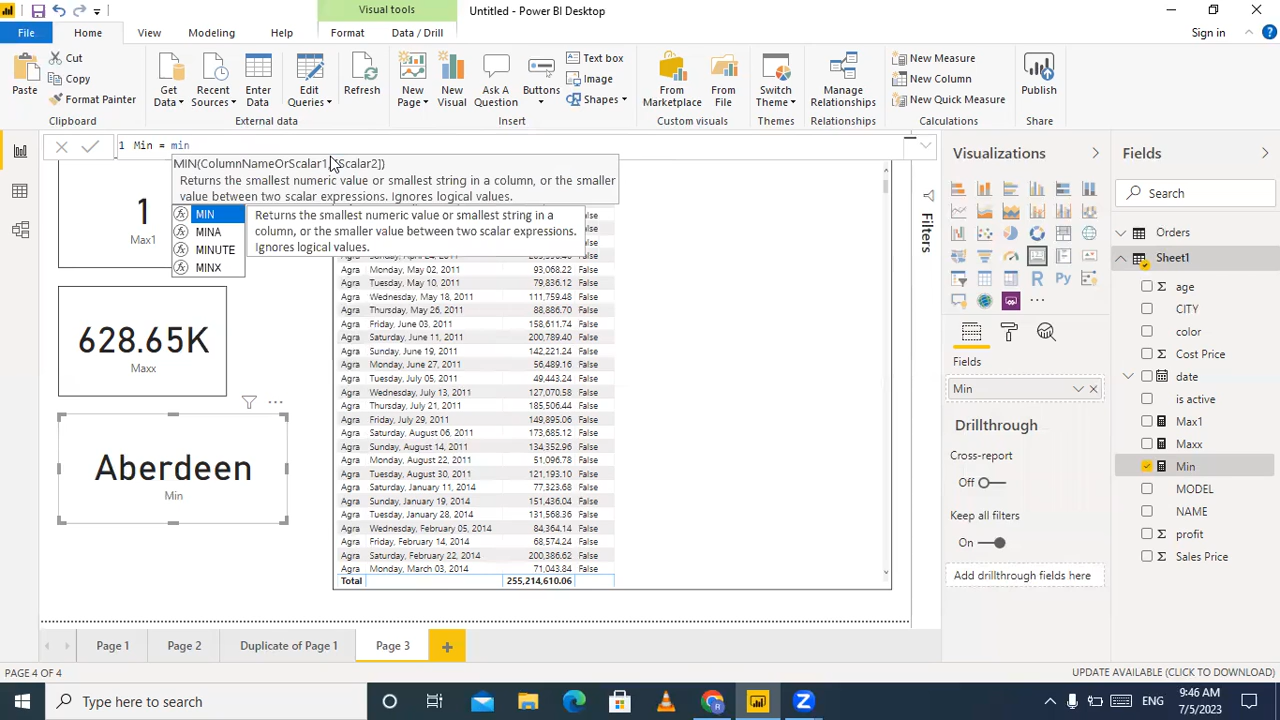 Visual tools
Untitled - Power BI Desktop
File
Home
View
Modeling
Help
Format
Data / Drill
Sign in
Paste
Cut
Copy
Format Painter
Clipboard
Get Data
Recent Sources
Enter Data
Edit Queries
Refresh
External data
New Page
New Visual
Ask A Question
Buttons
Text box
Image
Shapes
Insert
From Marketplace
From File
Custom visuals
Switch Theme
Themes
Manage Relationships
Relationships
New Measure
New Column
New Quick Measure
Calculations
Publish
Share
1 Min = min
MIN(ColumnNameOrScalar1, [Scalar2])
Returns the smallest numeric value or smallest string in a column, or the smaller
value between two scalar expressions. Ignores logical values.
MIN
MINA
MINUTE
MINX
Returns the smallest numeric value or smallest string in a
column, or the smaller value between two scalar expressions.
Ignores logical values.
1
Max1
628.65K
Maxx
Aberdeen
Min
Agra Monday, May 02, 2011 93,068.22 False
Agra Tuesday, May 10, 2011 79,836.12 False
Agra Wednesday, May 18, 2011 111,759.48 False
Agra Thursday, May 26, 2011 88,886.70 False
Agra Friday, June 03, 2011 158,611.74 False
Agra Saturday, June 11, 2011 200,789.40 False
Agra Sunday, June 19, 2011 142,221.24 False
Agra Monday, June 27, 2011 56,489.16 False
Agra Tuesday, July 05, 2011 49,443.24 False
Agra Wednesday, July 13, 2011 127,070.58 False
Agra Thursday, July 21, 2011 185,506.44 False
Agra Friday, July 29, 2011 149,895.06 False
Agra Saturday, August 06, 2011 173,685.12 False
Agra Sunday, August 14, 2011 134,352.96 False
Agra Monday, August 22, 2011 51,096.78 False
Agra Tuesday, August 30, 2011 121,193.10 False
Agra Saturday, January 11, 2014 77,323.68 False
Agra Sunday, January 19, 2014 151,436.04 False
Agra Tuesday, January 28, 2014 131,568.36 False
Agra Wednesday, February 05, 2014 84,364.14 False
Agra Friday, February 14, 2014 68,574.24 False
Agra Saturday, February 22, 2014 200,386.62 False
Agra Monday, March 03, 2014 71,043.84 False
Total 255,214,610.06
Filters
Visualizations
Fields
Min
Drillthrough
Cross-report
Off
Keep all filters
On
Add drillthrough fields here
Fields
Search
Orders
Sheet1
age
CITY
color
Cost Price
date
is active
Max1
Maxx
Min
MODEL
NAME
profit
Sales Price
Page 1
Page 2
Duplicate of Page 1
Page 3
PAGE 4 OF 4
UPDATE AVAILABLE (CLICK TO DOWNLOAD)
Type here to search
ENG
9:46 AM
7/5/2023